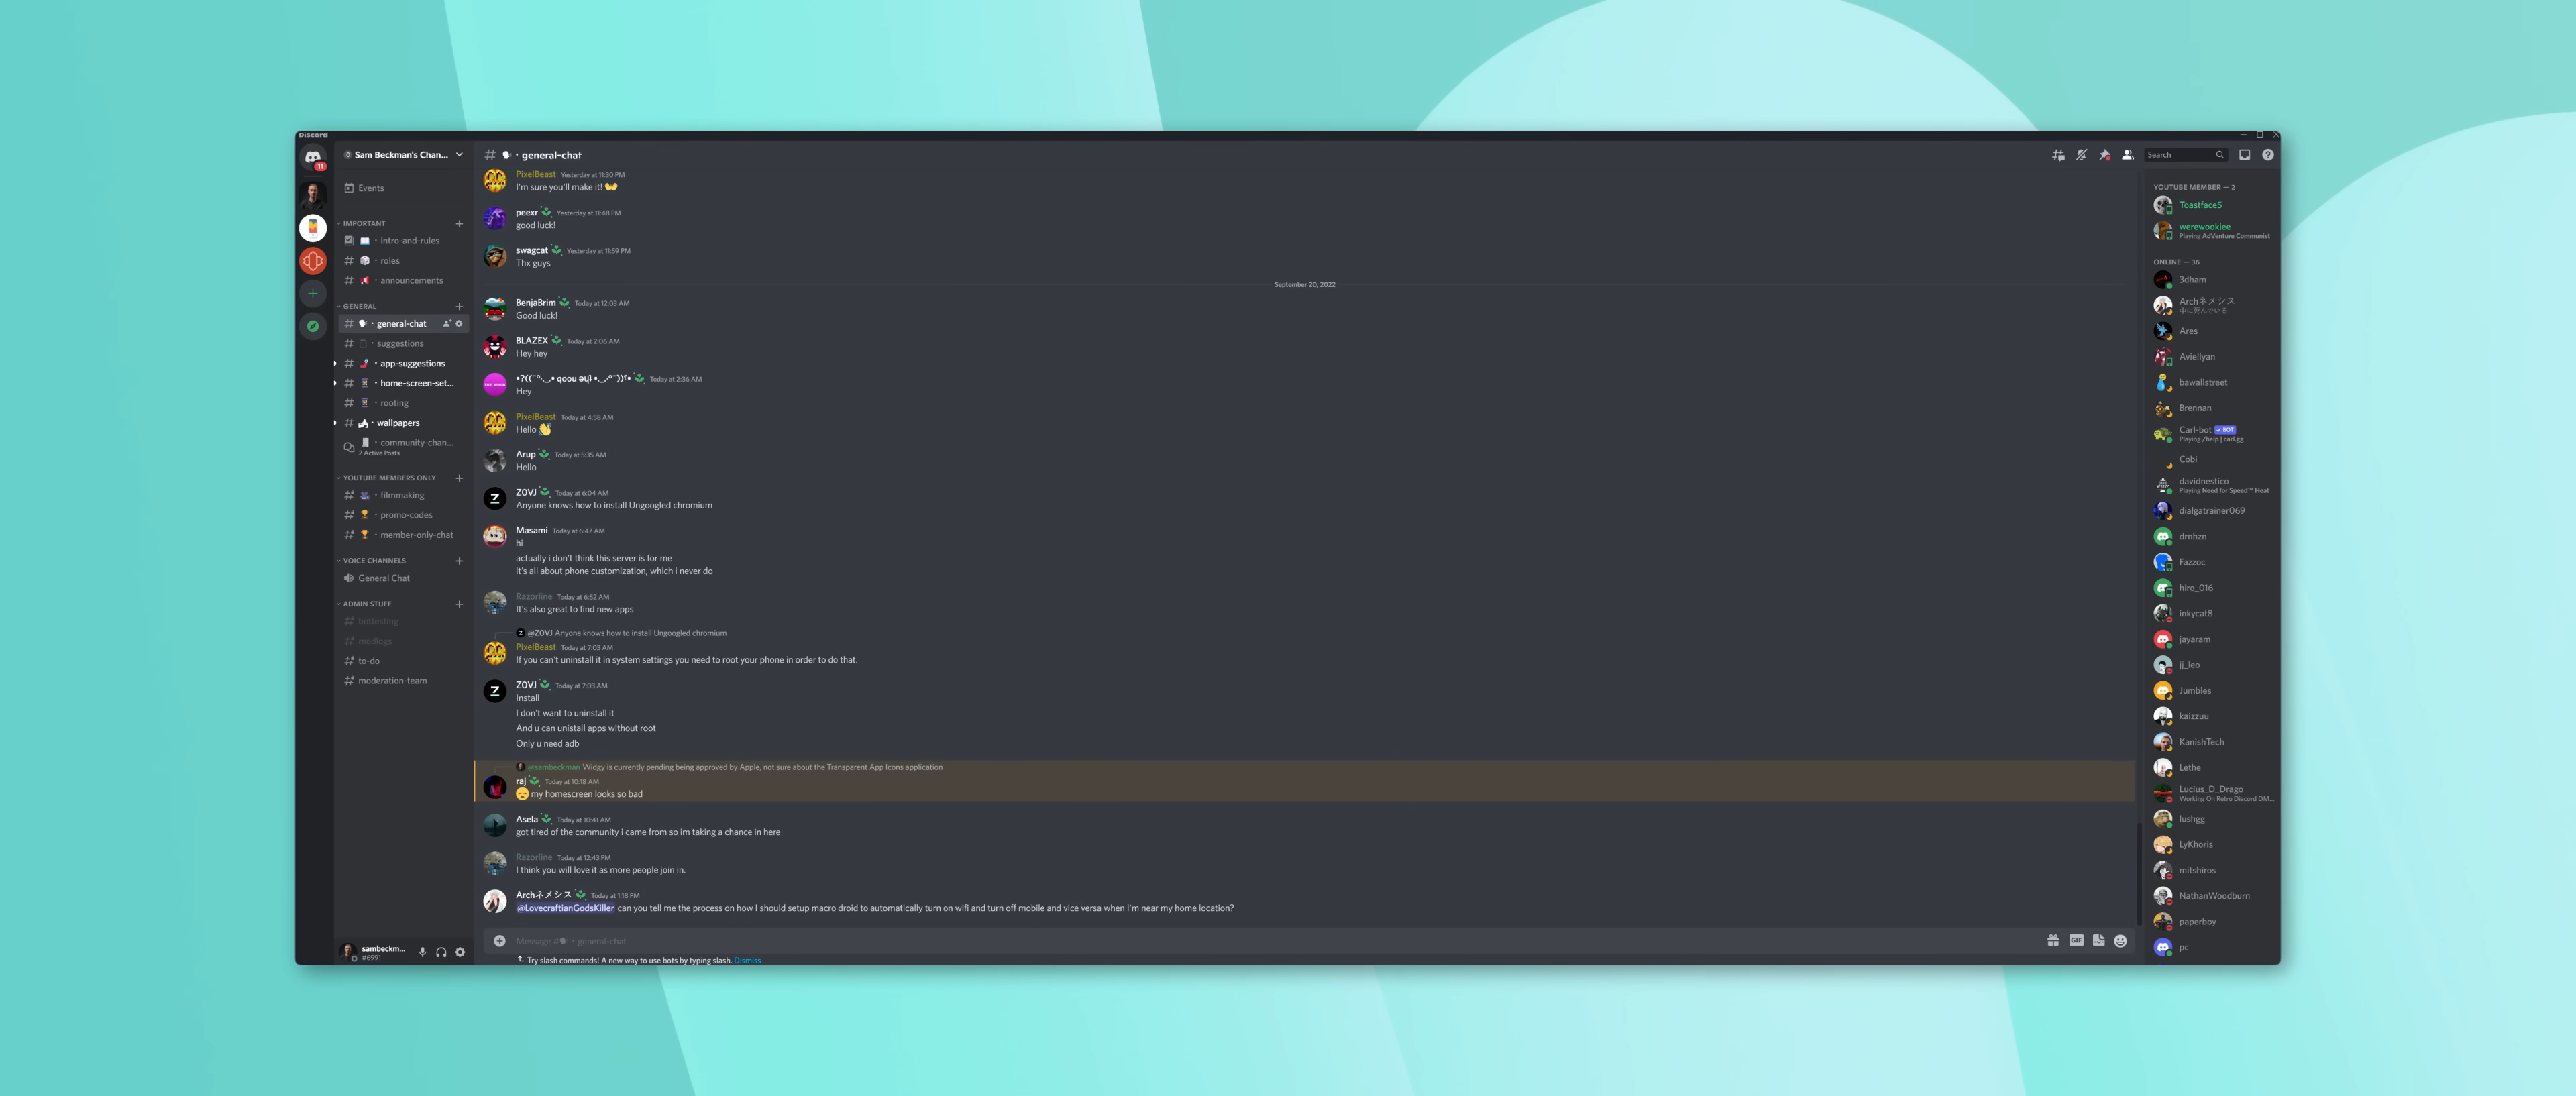 Discord
11
Sam Beckman's Chan...
Events
IMPORTANT
intro-and-rules
roles
announcements
GENERAL
general-chat
suggestions
app-suggestions
home-screen-set...
rooting
wallpapers
community-chan...
2 Active Posts
YOUTUBE MEMBERS ONLY
filmmaking
promo-codes
member-only-chat
VOICE CHANNELS
General Chat
ADMIN STUFF
bottesting
modlogs
to-do
moderation-team
sambeckm...
#6991
# general-chat
Search
PixelBeast Yesterday at 11:30 PM
I'm sure you'll make it!
peexr Yesterday at 11:48 PM
good luck!
swagcat Yesterday at 11:59 PM
Thx guys
September 20, 2022
BenjaBrim Today at 12:03 AM
Good luck!
BLAZEX Today at 2:06 AM
Hey hey
Today at 2:36 AM
Hey
PixelBeast Today at 4:58 AM
Hello
Arup Today at 5:35 AM
Hello
Z0VJ Today at 6:04 AM
Anyone knows how to install Ungoogled chromium
Masami Today at 6:47 AM
hi
actually i don't think this server is for me
it's all about phone customization, which i never do
Razorline Today at 6:52 AM
It's also great to find new apps
@Z0VJ Anyone knows how to install Ungoogled chromium
PixelBeast Today at 7:03 AM
If you can't uninstall it in system settings you need to root your phone in order to do that.
Z0VJ Today at 7:03 AM
Install
I don't want to uninstall it
And u can unistall apps without root
Only u need adb
@sambeckman Widgy is currently pending being approved by Apple, not sure about the Transparent App Icons application
raj Today at 10:18 AM
my homescreen looks so bad
Asela Today at 10:41 AM
got tired of the community i came from so im taking a chance in here
Razorline Today at 12:43 PM
I think you will love it as more people join in.
Archネメシス Today at 1:18 PM
@LovecraftianGodsKiller can you tell me the process on how I should setup macro droid to automatically turn on wifi and turn off mobile and vice versa when I'm near my home location?
Message # general-chat
GIF
Try slash commands! A new way to use bots by typing slash. Dismiss
YOUTUBE MEMBER — 2
Toastface5
werewookiee
Playing AdVenture Communist
ONLINE — 36
3dham
Archネメシス
中に死んでいる
Ares
Aviellyan
bawallstreet
Brennan
Carl-bot BOT
Playing /help | carl.gg
Cobi
davidnestico
Playing Need for Speed™ Heat
dialgatrainer069
drnhzn
Fazzoc
hiro_016
inkycat8
jayaram
jj_leo
Jumbles
kaizzuu
KanishTech
Lethe
Lucius_D_Drago
Working On Retro Discord DM...
lushgg
LyKhoris
mitshiros
NathanWoodburn
paperboy
pc